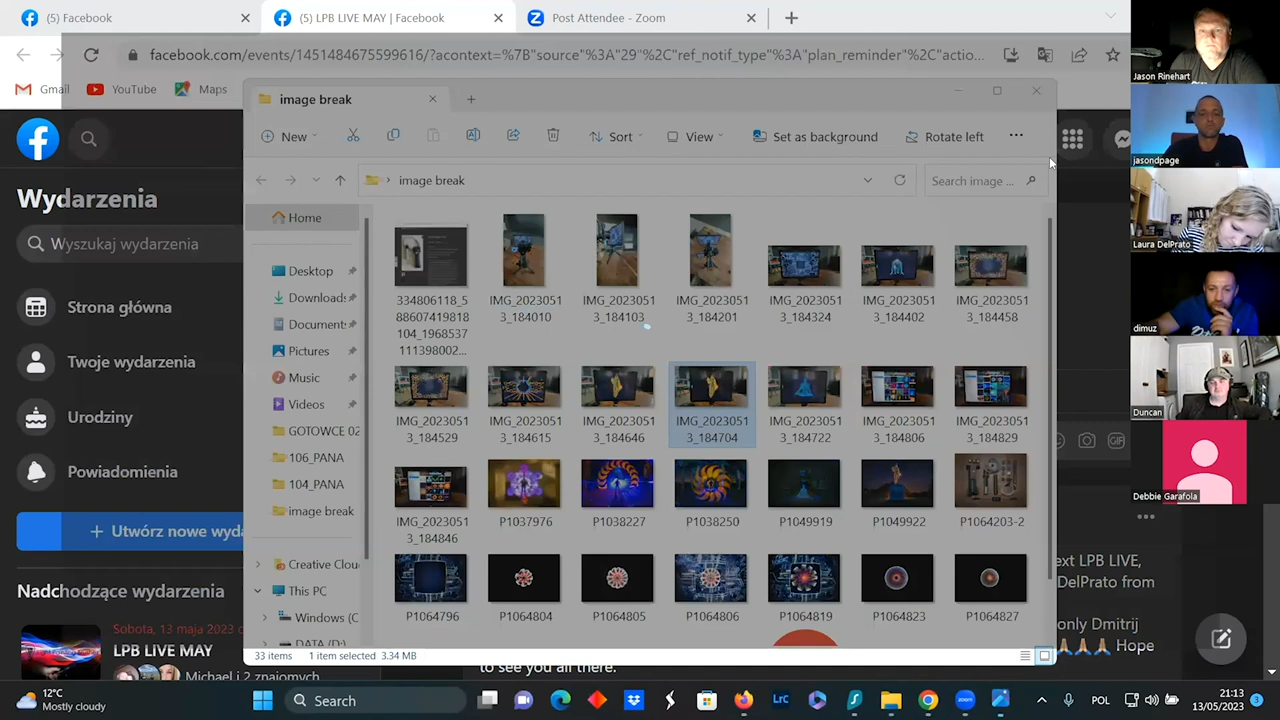 (5) Facebook
(5) LPB LIVE MAY | Facebook
Post Attendee - Zoom
facebook.com/events/1451484675599616/?acontext=%7B"source"%3A"29"%2C"ref_notif_type"%3A"plan_reminder"%2C"actio...
Gmail
YouTube
Maps
Wydarzenia
Wyszukaj wydarzenia
Strona główna
Twoje wydarzenia
Urodziny
Powiadomienia
+ Utwórz nowe wyda
Nadchodzące wydarzenia
Sobota, 13 maja 2023 o
LPB LIVE MAY
Michael i 2 znajomych
image break
New
Sort
View
Set as background
Rotate left
image break
Search image ...
Home
Desktop
Downloads
Documents
Pictures
Music
Videos
GOTOWCE 02
106_PANA
104_PANA
image break
Creative Clou
This PC
Windows (C
DATA (D:)
334806118_5
88607419818
104_1968537
111398002...
IMG_2023051
3_184010
IMG_2023051
3_184103
IMG_2023051
3_184201
IMG_2023051
3_184324
IMG_2023051
3_184402
IMG_2023051
3_184458
IMG_2023051
3_184529
IMG_2023051
3_184615
IMG_2023051
3_184646
IMG_2023051
3_184704
IMG_2023051
3_184722
IMG_2023051
3_184806
IMG_2023051
3_184829
IMG_2023051
3_184846
P1037976
P1038227
P1038250
P1049919
P1049922
P1064203-2
P1064796
P1064804
P1064805
P1064806
P1064819
P1064823
P1064827
33 items
1 item selected 3.34 MB
GIF
ext LPB LIVE,
DelPrato from
only Dmitrij
Hope
to see you all there.
Jason Rinehart
jasondpage
Laura DelPrato
dimuz
Duncan
Debbie Garafola
12°C
Mostly cloudy
Search
LrC
zoom
POL
21:13
13/05/2023
3